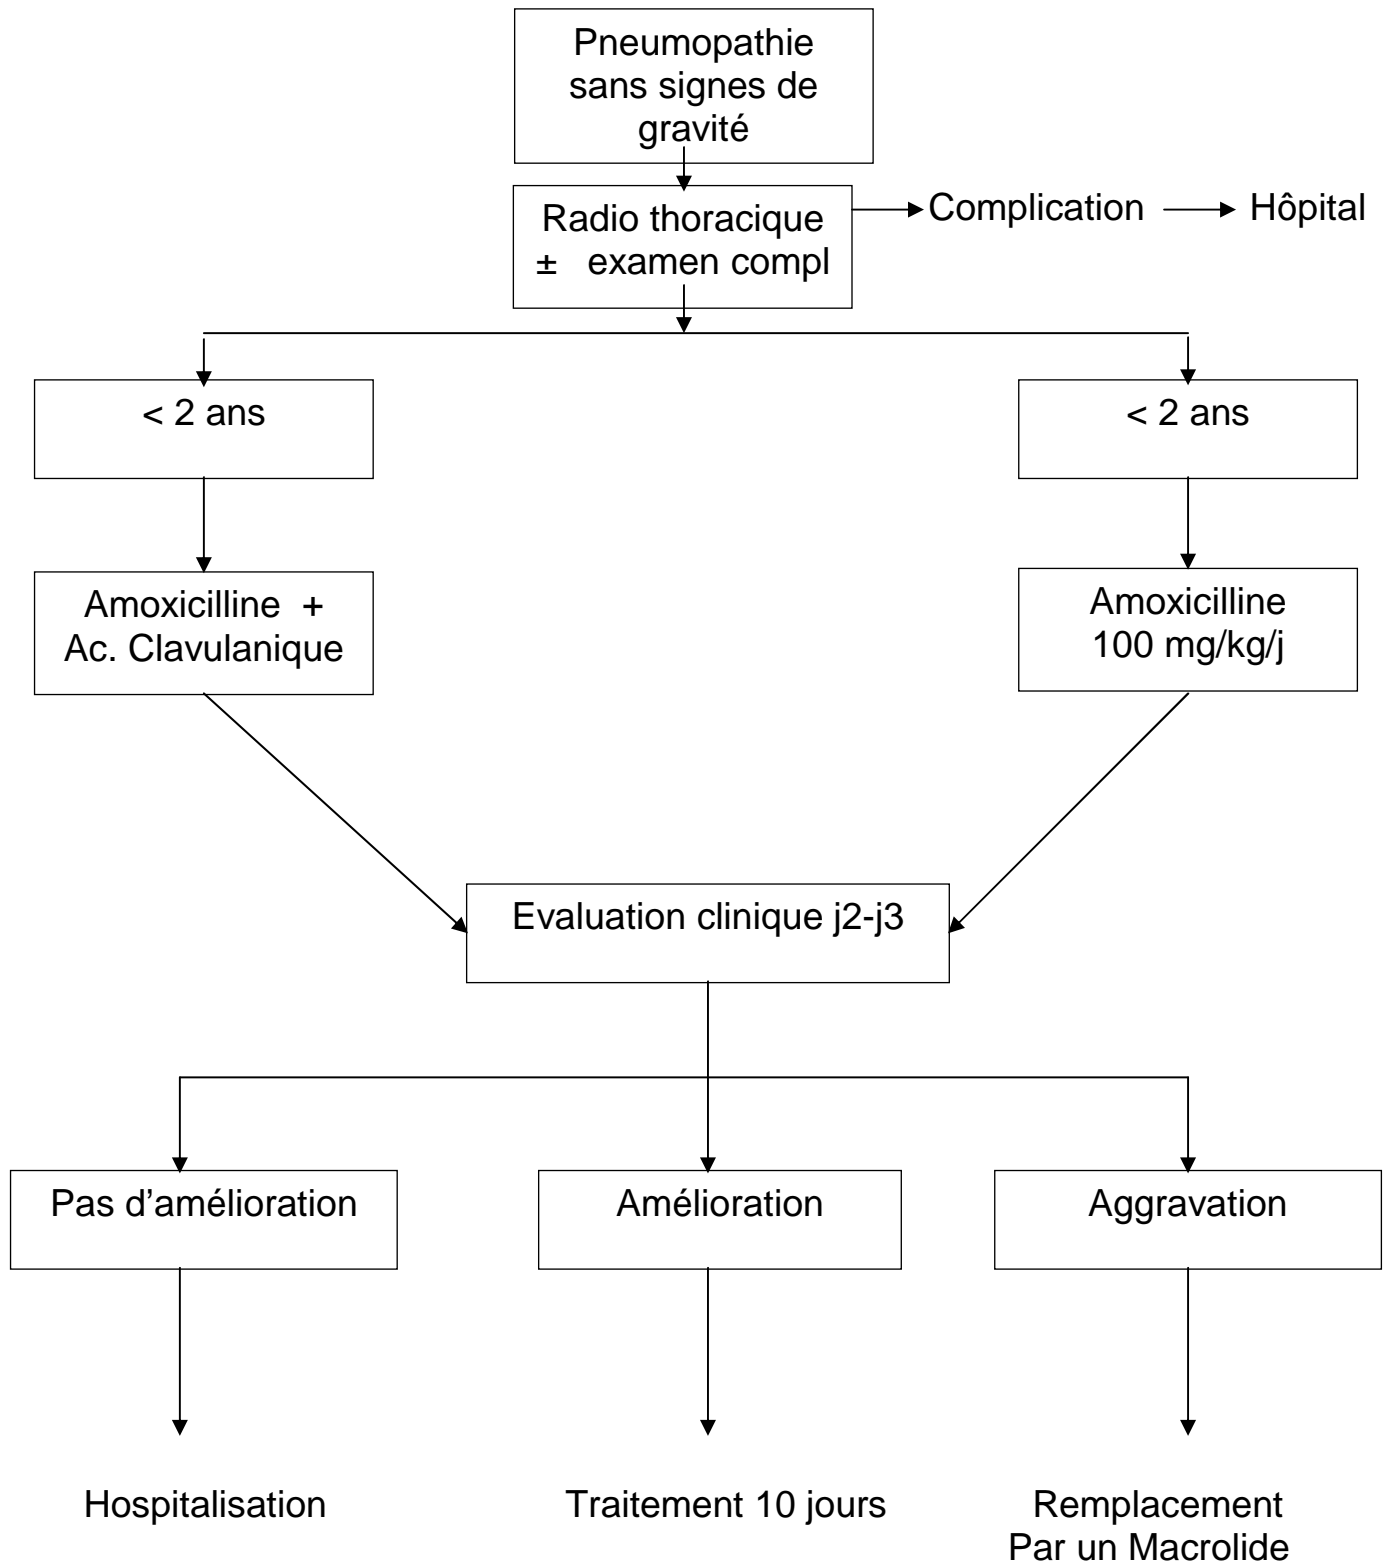 Pneumopathie
sans signes de
gravité
Radio thoracique
± examen compl
Complication
Hôpital
< 2 ans
< 2 ans
Amoxicilline +
Ac. Clavulanique
Amoxicilline
100 mg/kg/j
Evaluation clinique j2-j3
Pas d’amélioration
Amélioration
Aggravation
Hospitalisation
Traitement 10 jours
Remplacement
Par un Macrolide